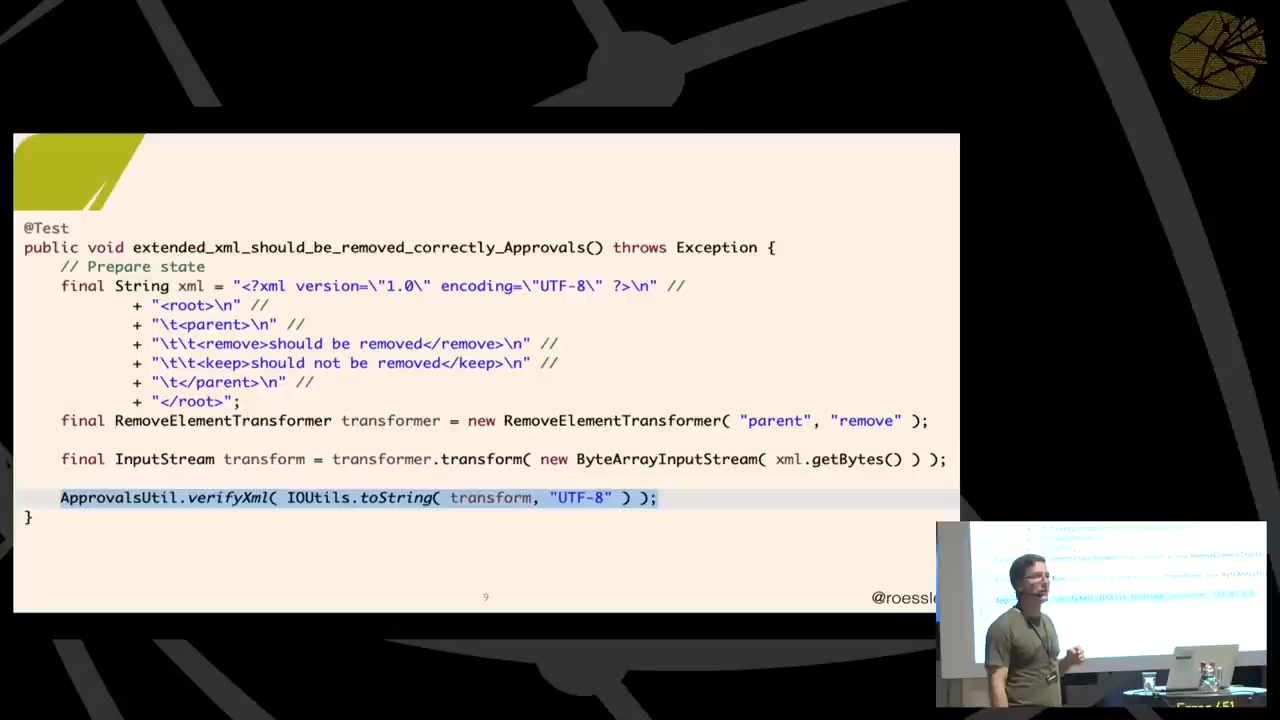 @Test
public void extended_xml_should_be_removed_correctly_Approvals() throws Exception {
// Prepare state
final String xml = "<?xml version=\"1.0\" encoding=\"UTF-8\" ?>\n" //
+ "<root>\n" //
+ "\t<parent>\n" //
+ "\t\t<remove>should be removed</remove>\n" //
+ "\t\t<keep>should not be removed</keep>\n" //
+ "\t</parent>\n" //
+ "</root>";
final RemoveElementTransformer transformer = new RemoveElementTransformer( "parent", "remove" );
final InputStream transform = transformer.transform( new ByteArrayInputStream( xml.getBytes() ) );
ApprovalsUtil.verifyXml( IOUtils.toString( transform, "UTF-8" ) );
}
9
@roessle